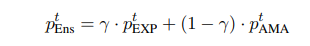 p^t_Ens = γ · p^t_EXP + (1 − γ) · p^t_AMA